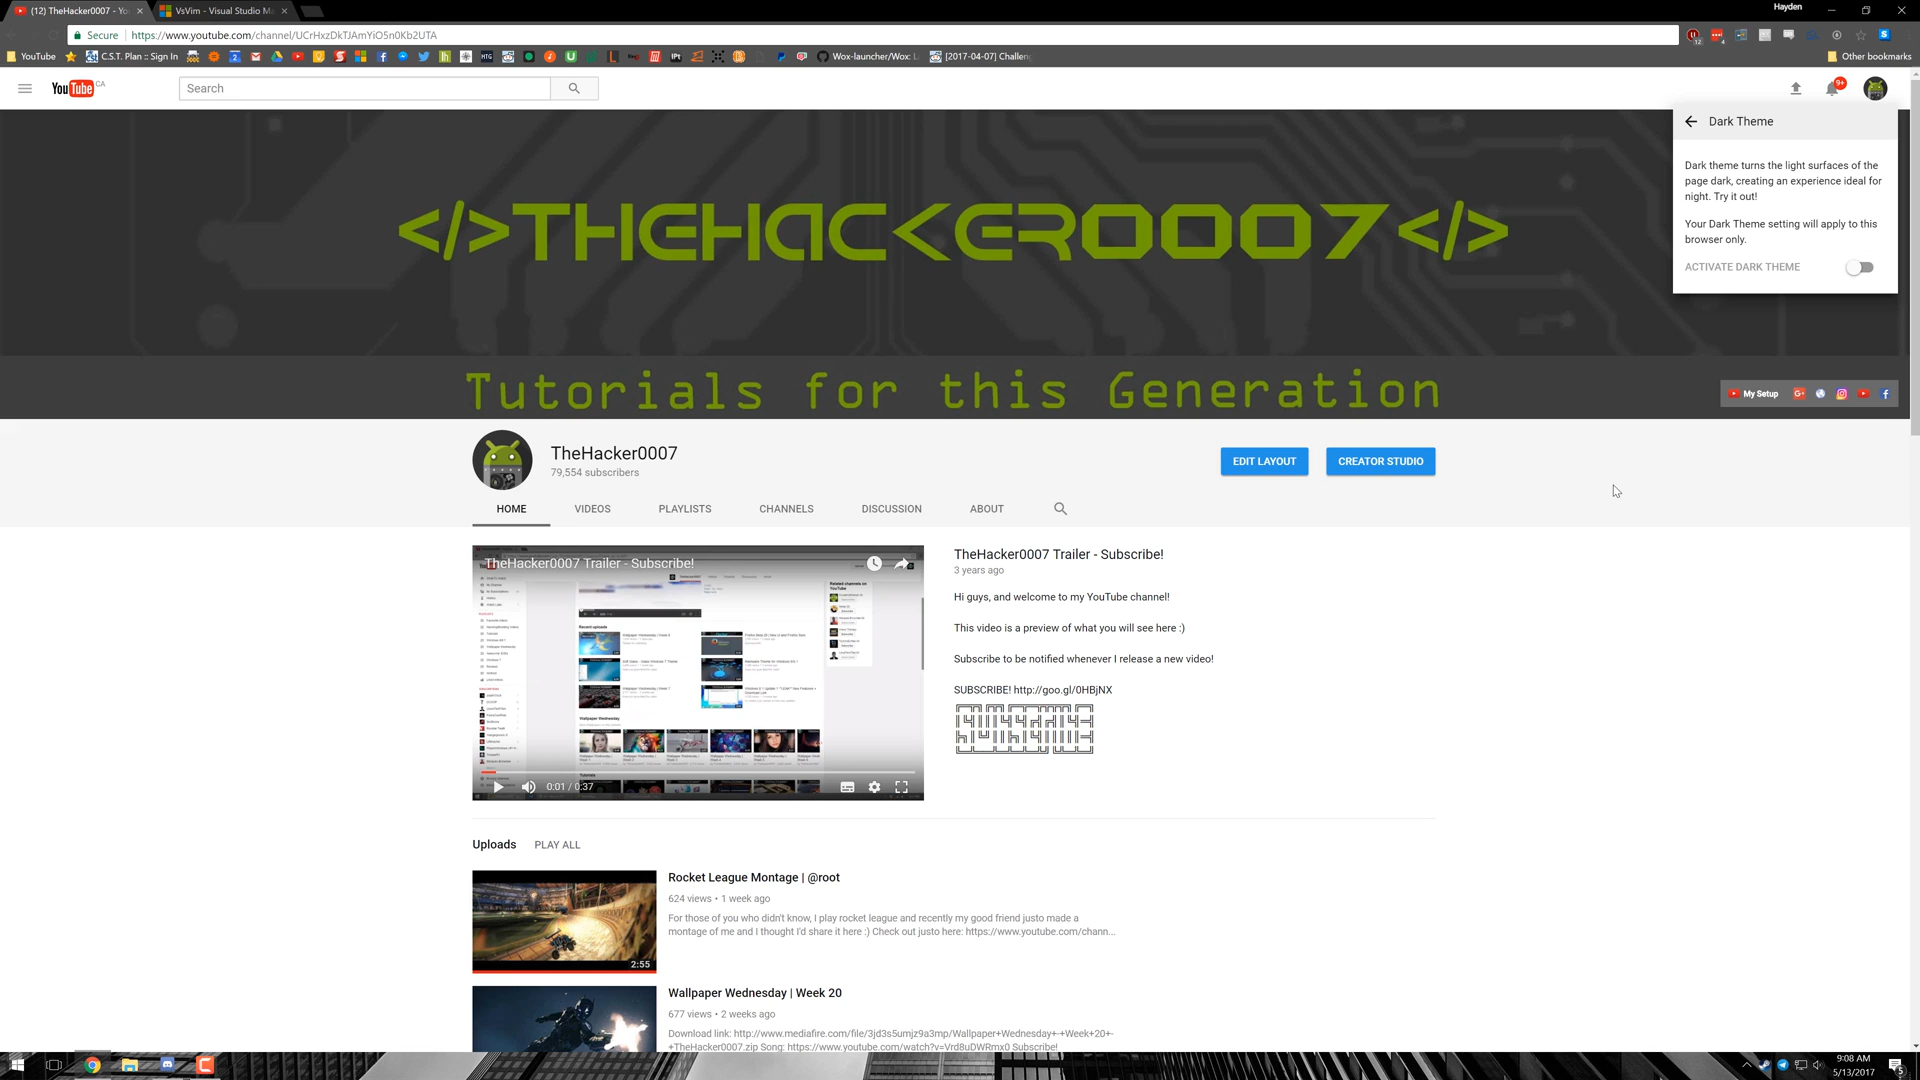 (12) TheHacker0007 - Yo
VsVim - Visual Studio Ma
Hayden
Secure
https://www.youtube.com/channel/UCrHxzDkTJAmYiO5n0Kb2UTA
YouTube
C.S.T. Plan :: Sign In
Wox-launcher/Wox: L
[2017-04-07] Challen
Other bookmarks
YouTube CA
Search
9+
Dark Theme
Dark theme turns the light surfaces of the
page dark, creating an experience ideal for
night. Try it out!
Your Dark Theme setting will apply to this
browser only.
ACTIVATE DARK THEME
</>THEHACKER0007</>
Tutorials for this Generation
My Setup
TheHacker0007
79,554 subscribers
EDIT LAYOUT
CREATOR STUDIO
HOME
VIDEOS
PLAYLISTS
CHANNELS
DISCUSSION
ABOUT
TheHacker0007 Trailer - Subscribe!
0:01 / 0:37
TheHacker0007 Trailer - Subscribe!
3 years ago
Hi guys, and welcome to my YouTube channel!
This video is a preview of what you will see here :)
Subscribe to be notified whenever I release a new video!
SUBSCRIBE! http://goo.gl/0HBjNX
Uploads
PLAY ALL
2:55
Rocket League Montage | @root
624 views • 1 week ago
For those of you who didn't know, I play rocket league and recently my good friend justo made a
montage of me and I thought I'd share it here :) Check out justo here: https://www.youtube.com/chann...
Wallpaper Wednesday | Week 20
677 views • 2 weeks ago
Download link: http://www.mediafire.com/file/3jd3s5umjz9a3mp/Wallpaper+Wednesday+-+Week+20+-
+TheHacker0007.zip Song: https://www.youtube.com/watch?v=Vrd8uDWRmx0 Subscribe!
9:08 AM
5/13/2017